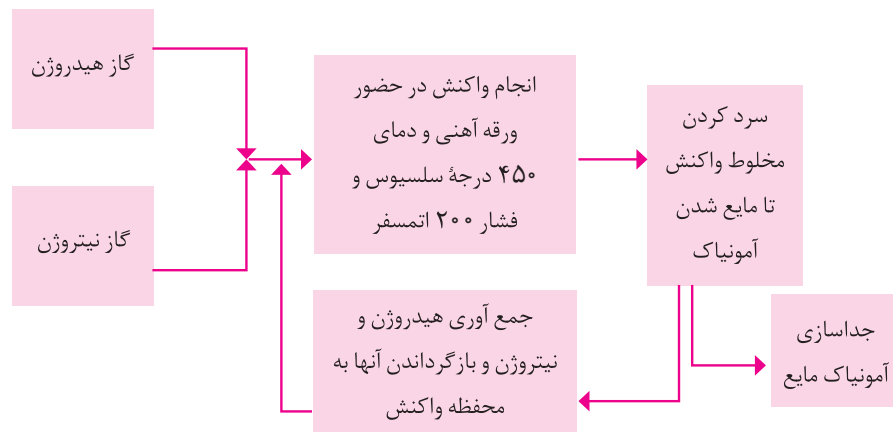 گاز هیدروژن
گاز نیتروژن
انجام واکنش در حضور
ورقه آهنی و دمای
۴۵۰ درجهٔ سلسیوس و
فشار ۲۰۰ اتمسفر
سرد کردن
مخلوط واکنش
تا مایع شدن
آمونیاک
جداسازی
آمونیاک مایع
جمع آوری هیدروژن و
نیتروژن و بازگرداندن آنها به
محفظه واکنش